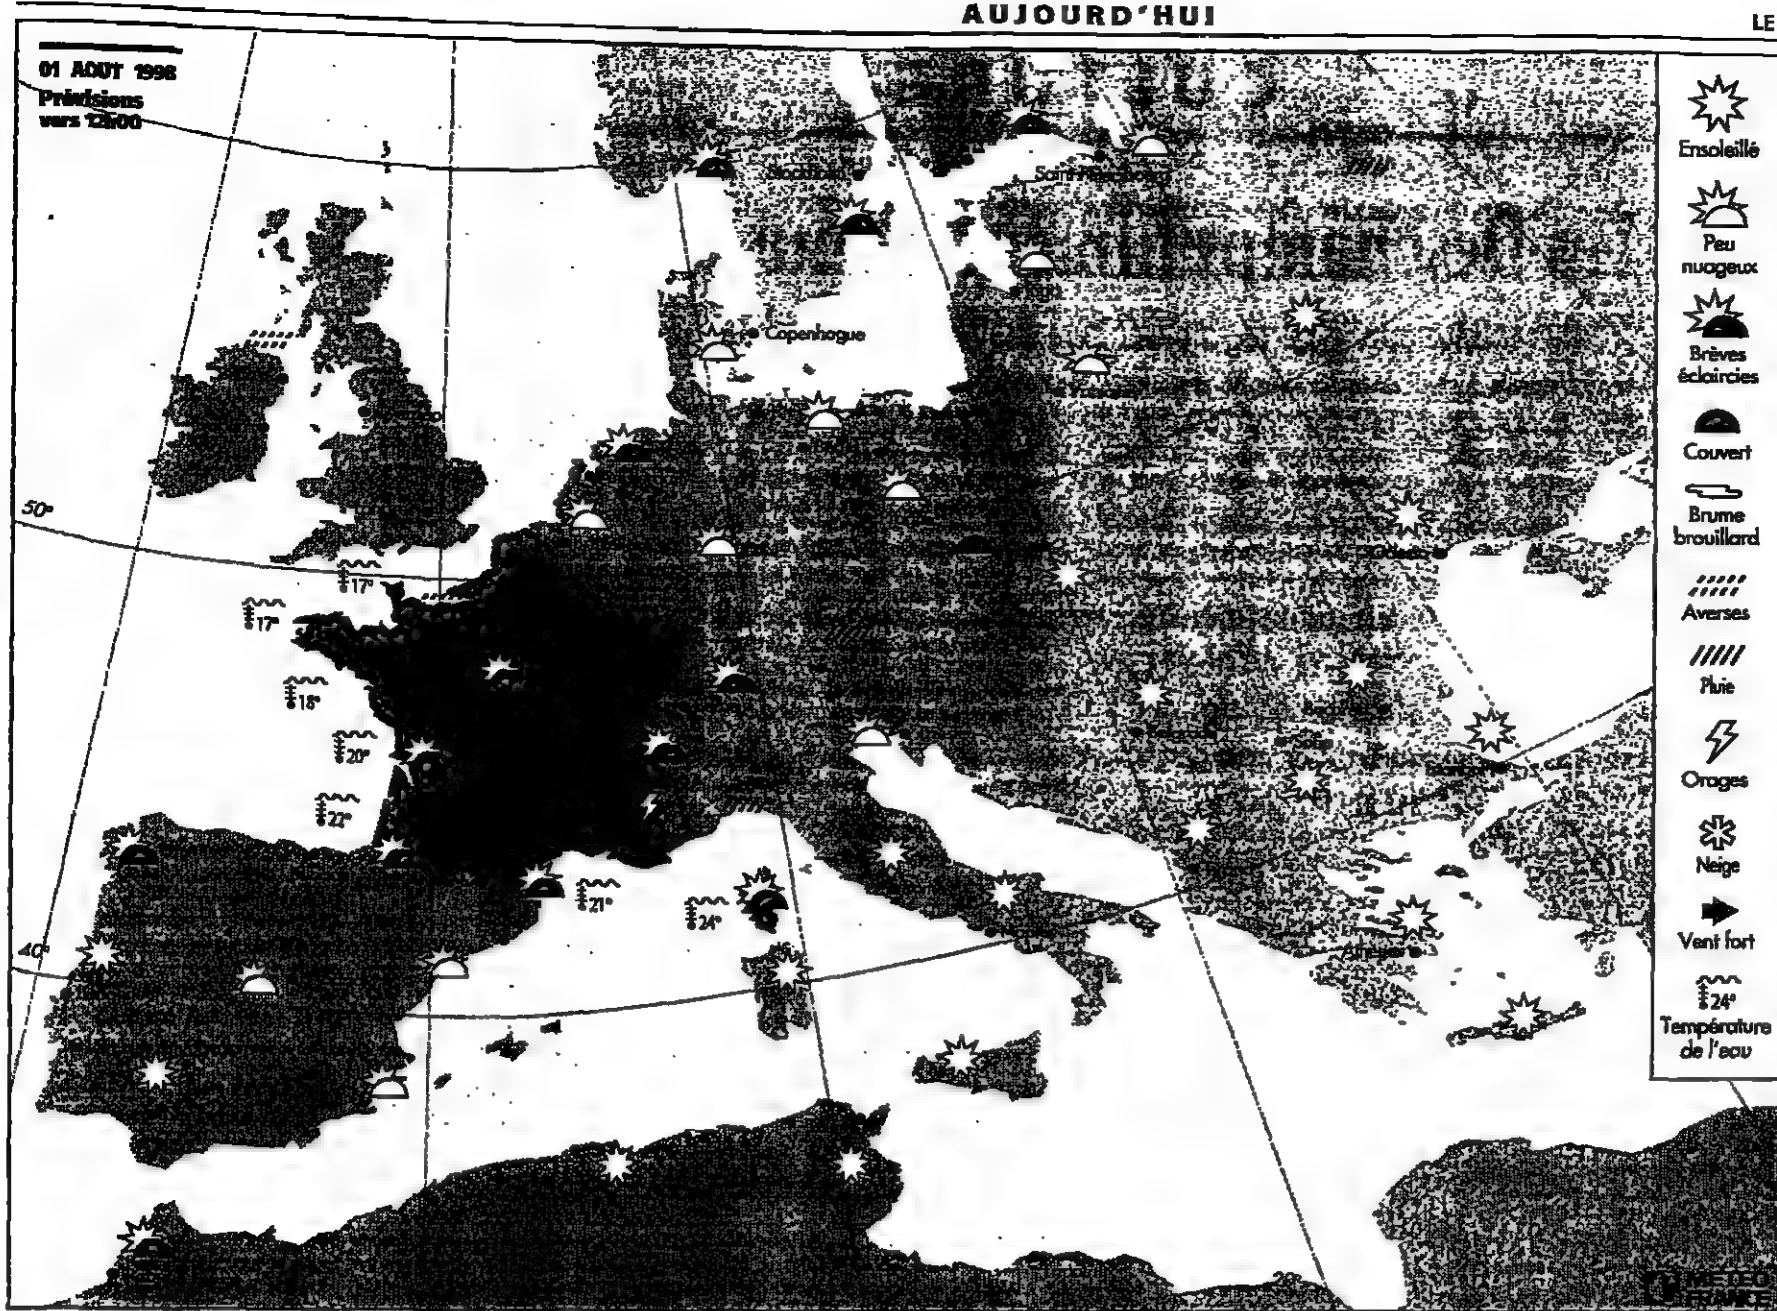 AUJOURD'HUI
LE
01 AOUT 1998
Prévisions
vers 12h00
Stockholm
Copenhague
50°
17°
17°
18°
20°
22°
21°
24°
40°
Odessa
Athènes
Ensoleillé
Peu
nuageux
Brèves
éclaircies
Couvert
Brume
brouillard
Averses
Pluie
Orages
Neige
Vent fort
24°
Température
de l'eau
METEO
FRANCE